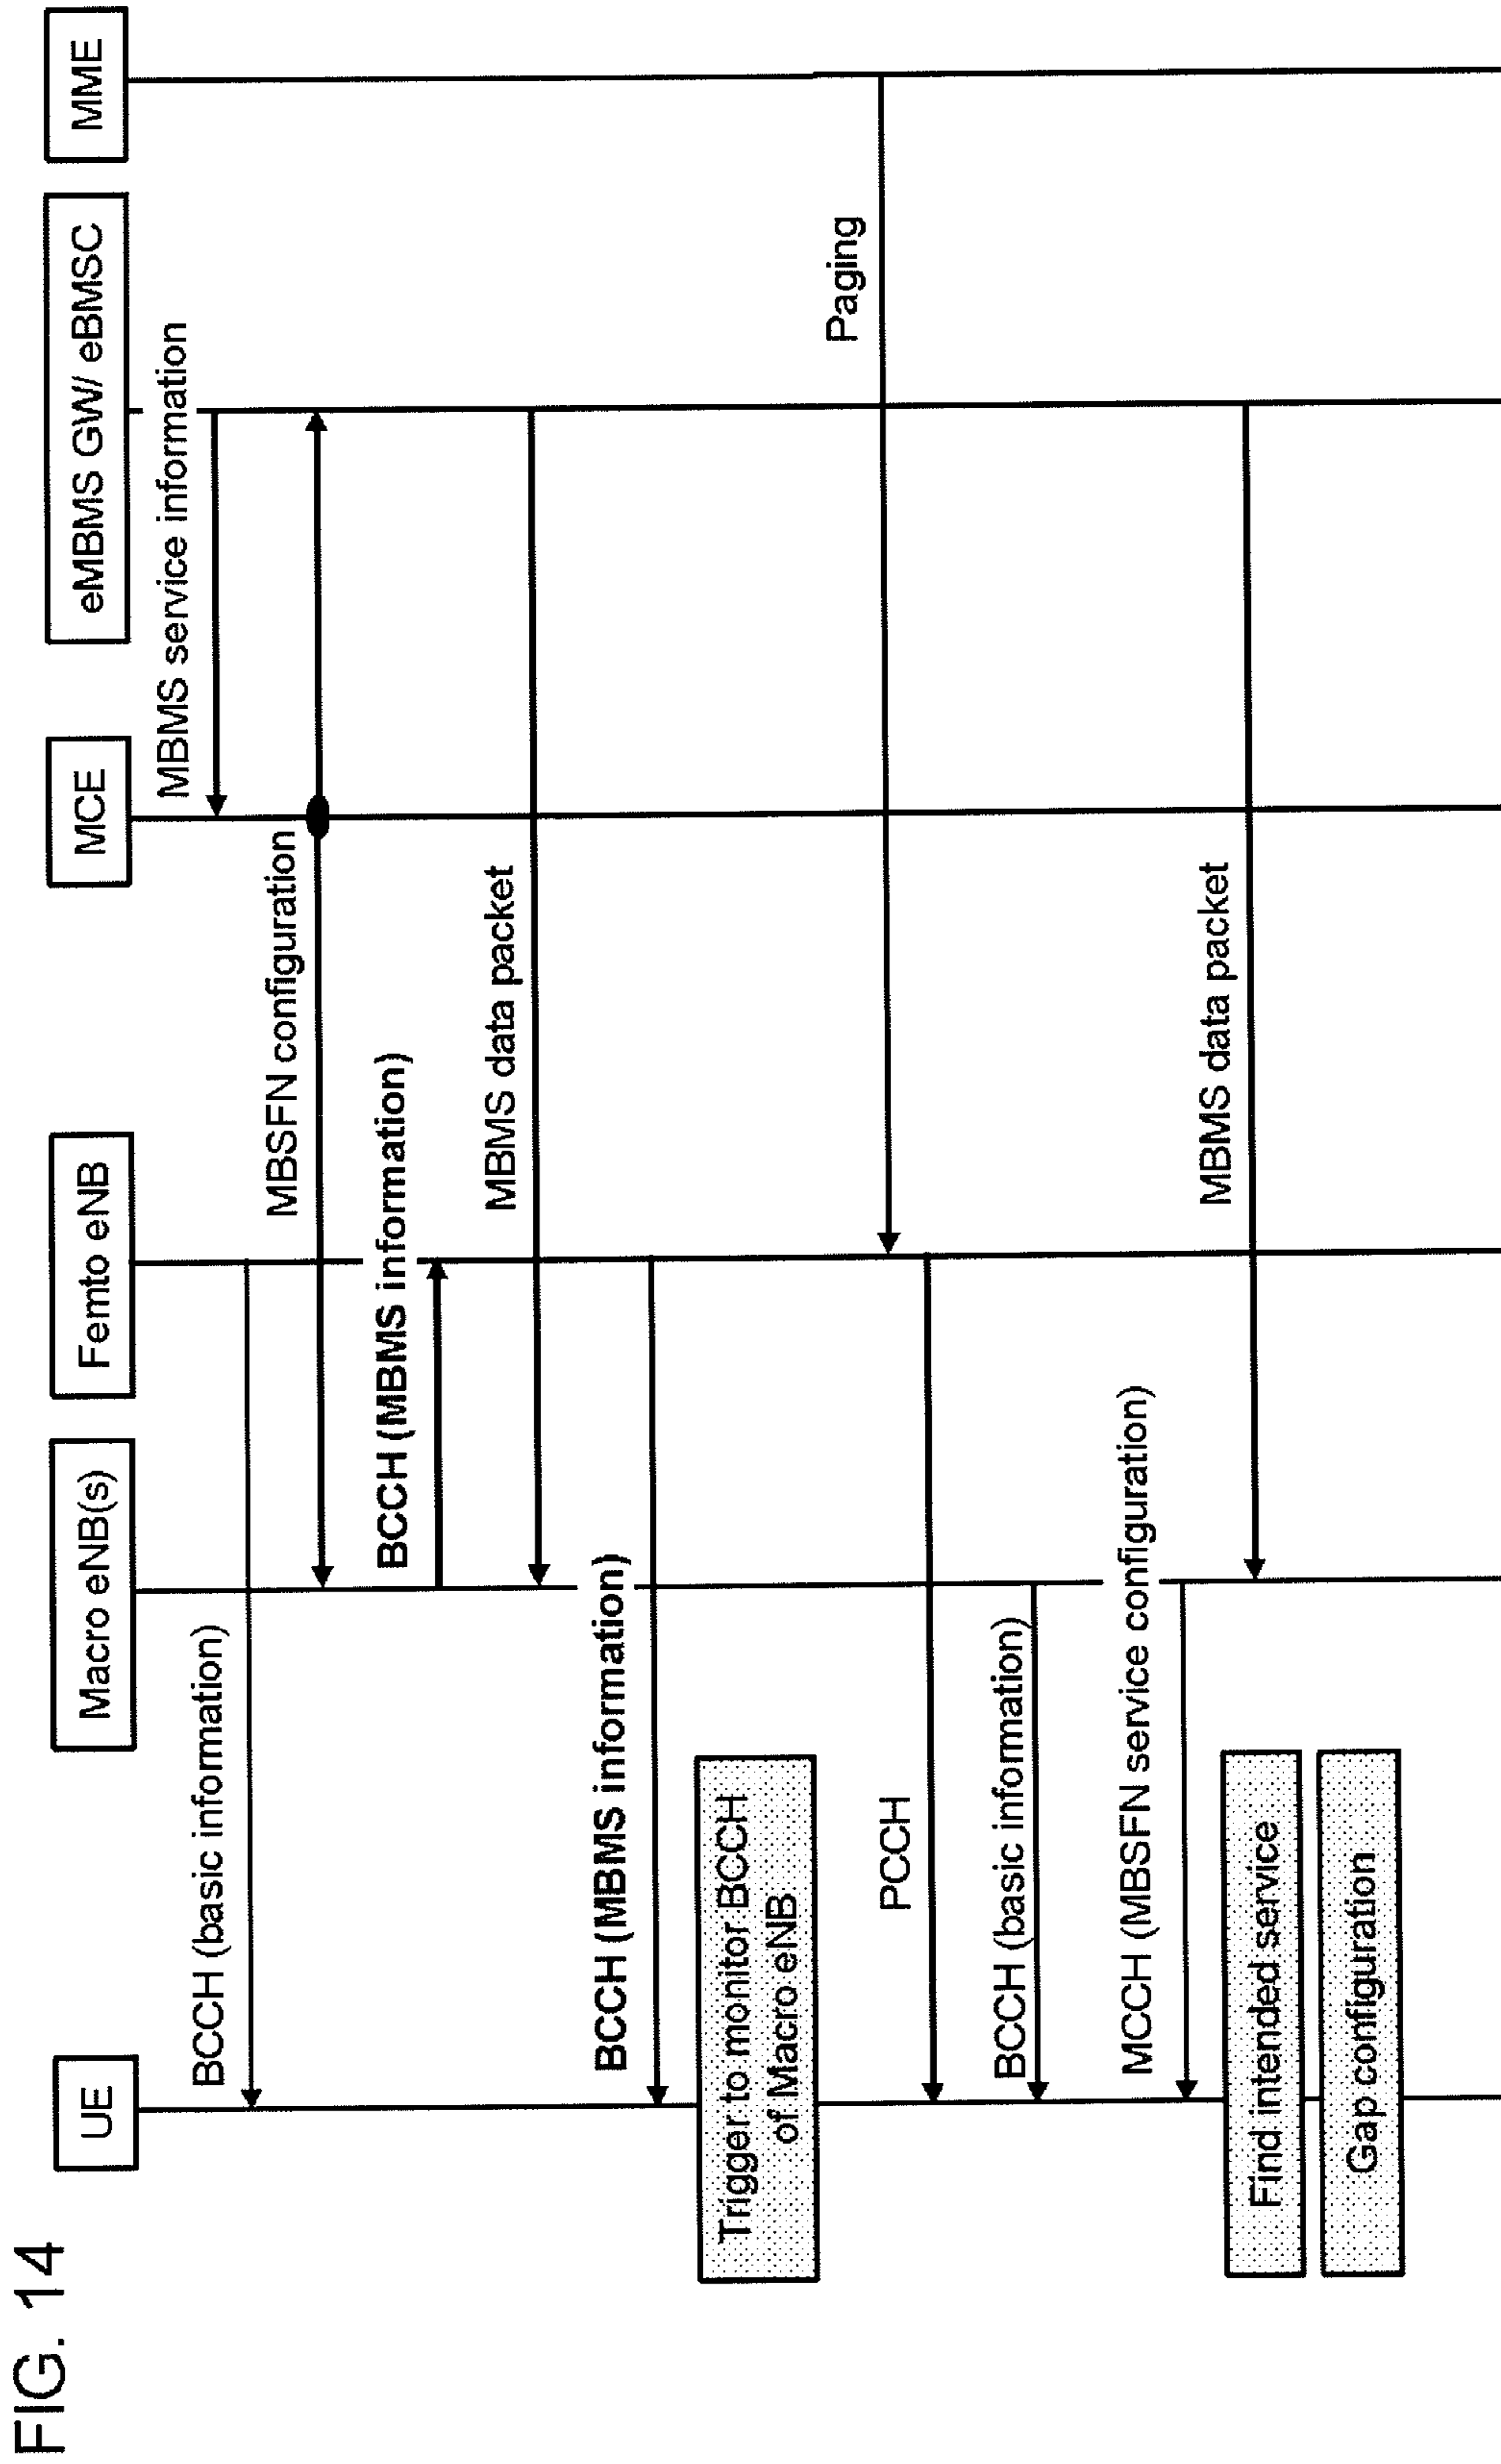 FIG. 14
UE
Macro eNB(s)
Femto eNB
MCE
eMBMS GW/ eBMSC
MME
MBMS service information
BCCH (basic information)
MBSFN configuration
BCCH (MBMS information)
MBMS data packet
BCCH (MBMS information)
Trigger to monitor BCCH
of Macro eNB
Paging
PCCH
BCCH (basic information)
MCCH (MBSFN service configuration)
MBMS data packet
Find intended service
Gap configuration